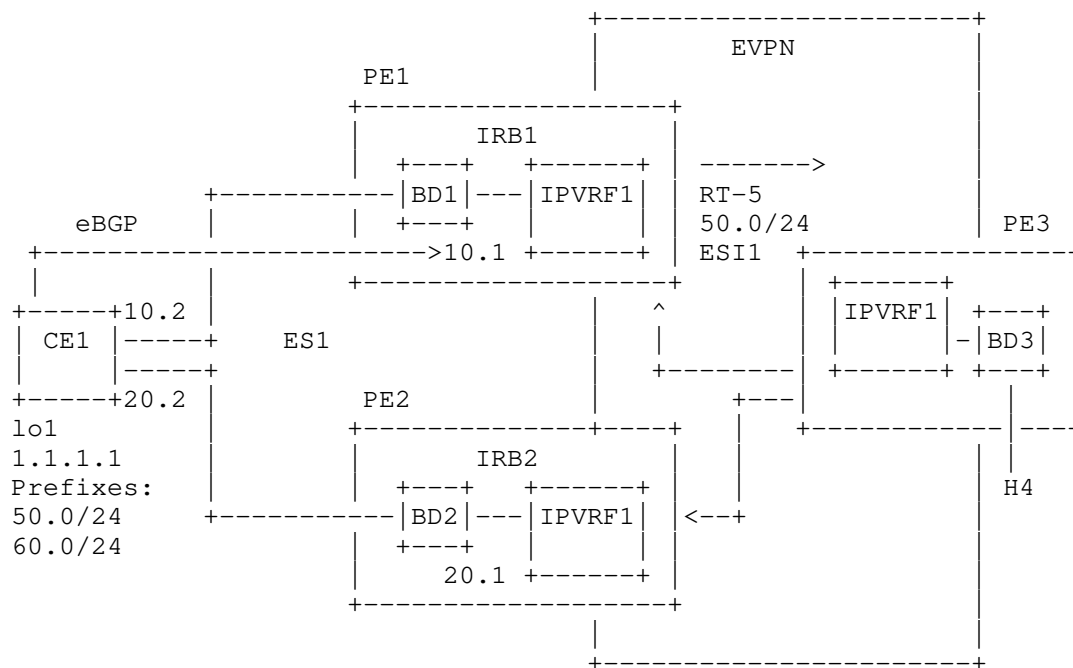 EVPN
PE1
IRB1
------->
BD1 --- IPVRF1 RT-5
eBGP 50.0/24 PE3
>10.1 ESI1
10.2 ^ IPVRF1
CE1 ES1 - BD3
20.2 PE2
lo1
1.1.1.1 IRB2
Prefixes: H4
50.0/24 BD2 --- IPVRF1 <--+
60.0/24
20.1